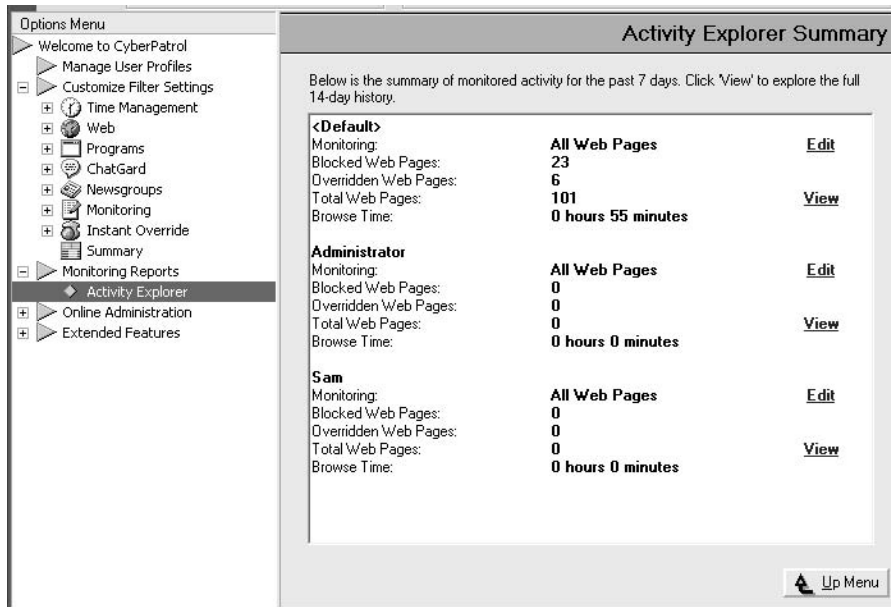 Options Menu
Welcome to CyberPatrol
Manage User Profiles
Customize Filter Settings
Time Management
Web
Programs
ChatGard
Newsgroups
Monitoring
Instant Override
Summary
Monitoring Reports
Activity Explorer
Online Administration
Extended Features
Activity Explorer Summary
Below is the summary of monitored activity for the past 7 days. Click 'View' to explore the full
14-day history.
<Default>
Monitoring: All Web Pages Edit
Blocked Web Pages: 23
Overridden Web Pages: 6
Total Web Pages: 101 View
Browse Time: 0 hours 55 minutes
Administrator
Monitoring: All Web Pages Edit
Blocked Web Pages: 0
Overridden Web Pages: 0
Total Web Pages: 0 View
Browse Time: 0 hours 0 minutes
Sam
Monitoring: All Web Pages Edit
Blocked Web Pages: 0
Overridden Web Pages: 0
Total Web Pages: 0 View
Browse Time: 0 hours 0 minutes
Up Menu